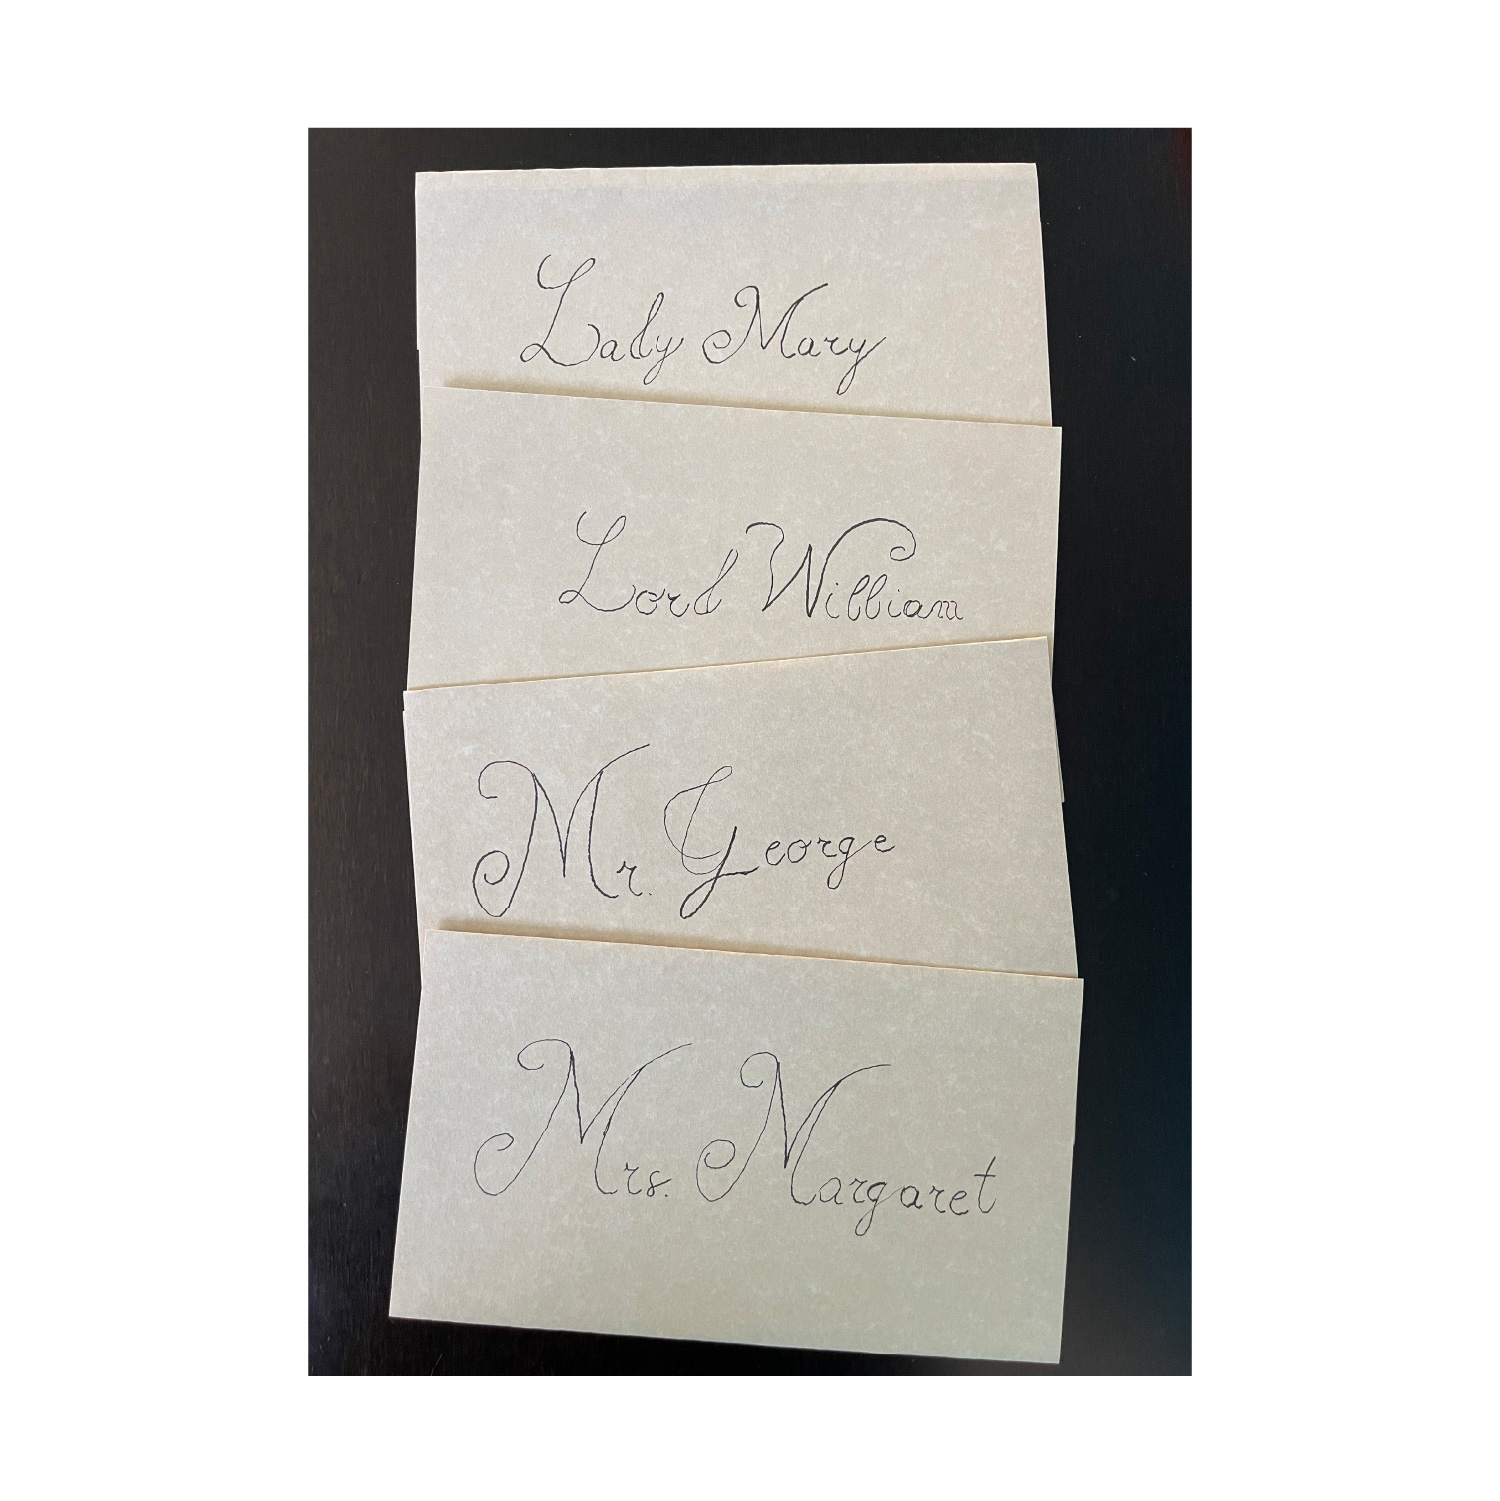 Lady Mary
Lord William
Mr. George
Mrs. Margaret